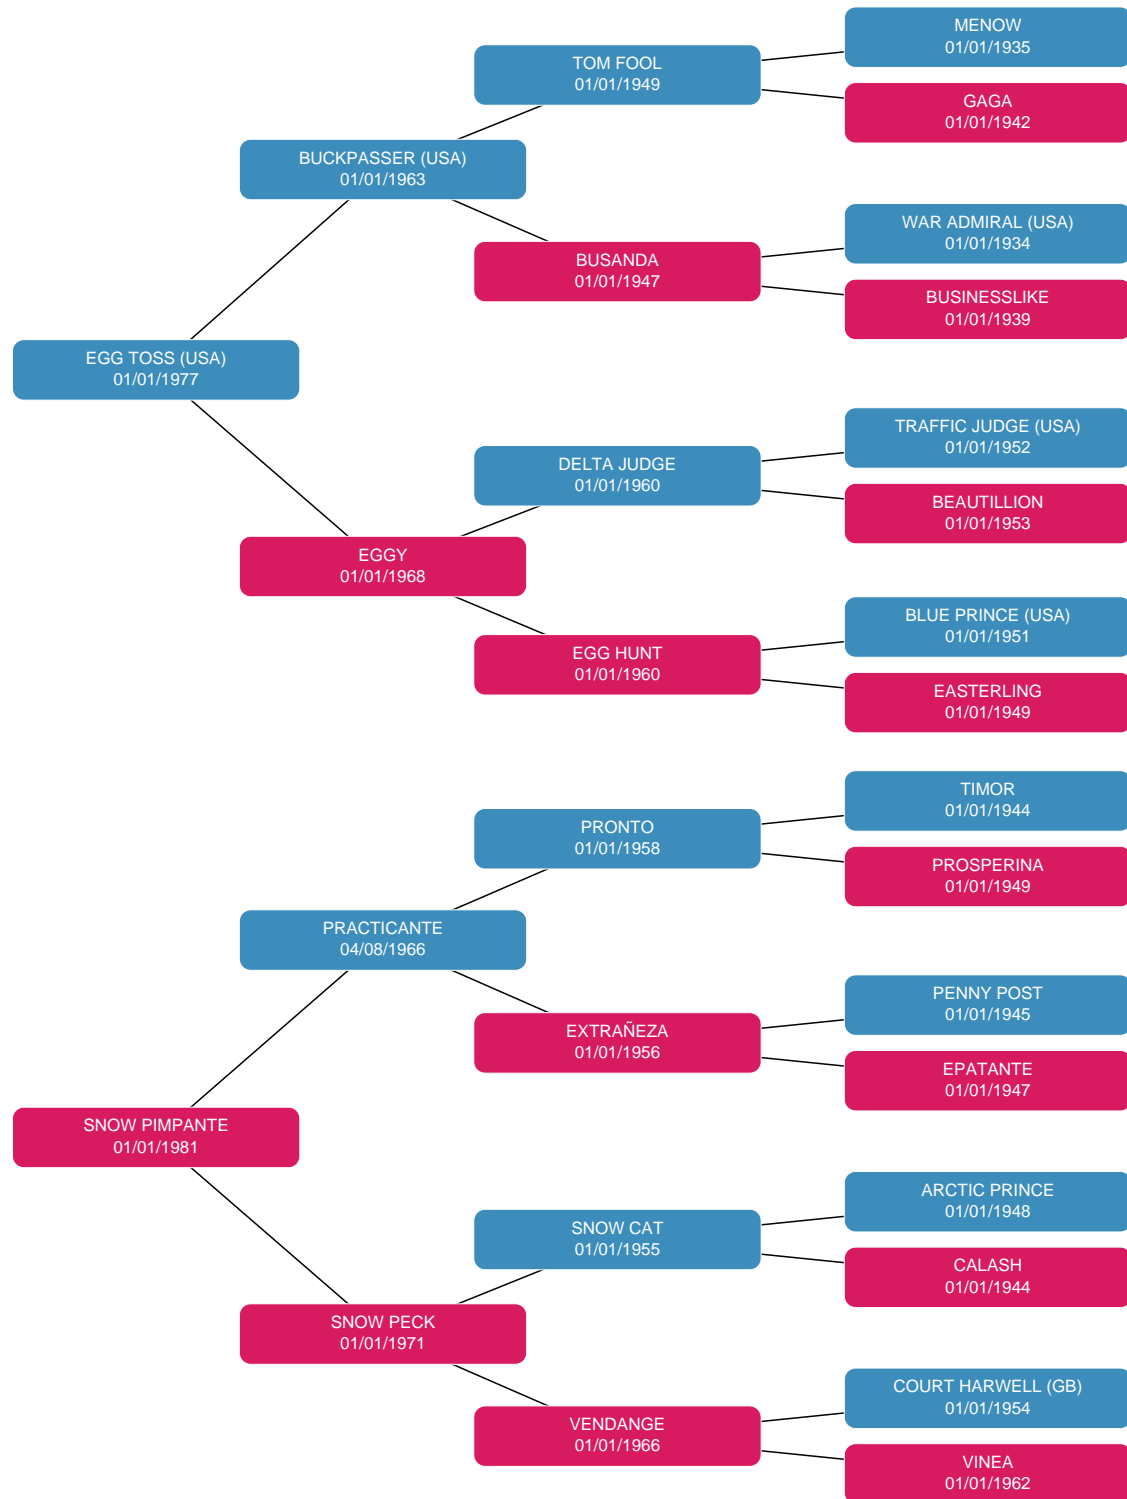 MENOW
01/01/1935
TOM FOOL
01/01/1949
GAGA
01/01/1942
BUCKPASSER (USA)
01/01/1963
WAR ADMIRAL (USA)
01/01/1934
BUSANDA
01/01/1947
BUSINESSLIKE
01/01/1939
EGG TOSS (USA)
01/01/1977
TRAFFIC JUDGE (USA)
01/01/1952
DELTA JUDGE
01/01/1960
BEAUTILLION
01/01/1953
EGGY
01/01/1968
BLUE PRINCE (USA)
01/01/1951
EGG HUNT
01/01/1960
EASTERLING
01/01/1949
TIMOR
01/01/1944
PRONTO
01/01/1958
PROSPERINA
01/01/1949
PRACTICANTE
04/08/1966
PENNY POST
01/01/1945
EXTRAÑEZA
01/01/1956
EPATANTE
01/01/1947
SNOW PIMPANTE
01/01/1981
ARCTIC PRINCE
01/01/1948
SNOW CAT
01/01/1955
CALASH
01/01/1944
SNOW PECK
01/01/1971
COURT HARWELL (GB)
01/01/1954
VENDANGE
01/01/1966
VINEA
01/01/1962